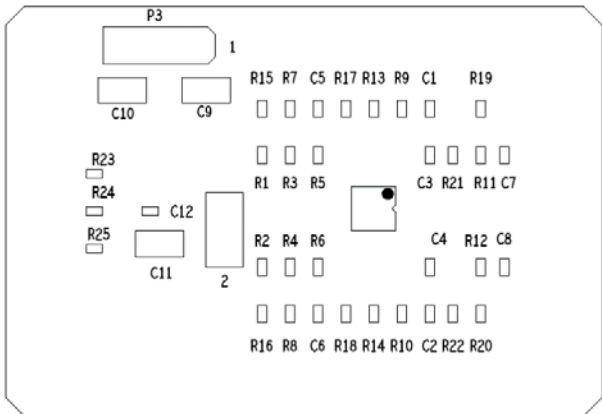 P3
1
C10 C9
R15 R7 C5 R17 R13 R9 C1 R19
R23
R1 R3 R5 C3 R21 R11 C7
R24
C12
R25
R2 R4 R6 C4 R12 C8
C11
2
R16 R8 C6 R18 R14 R10 C2 R22 R20